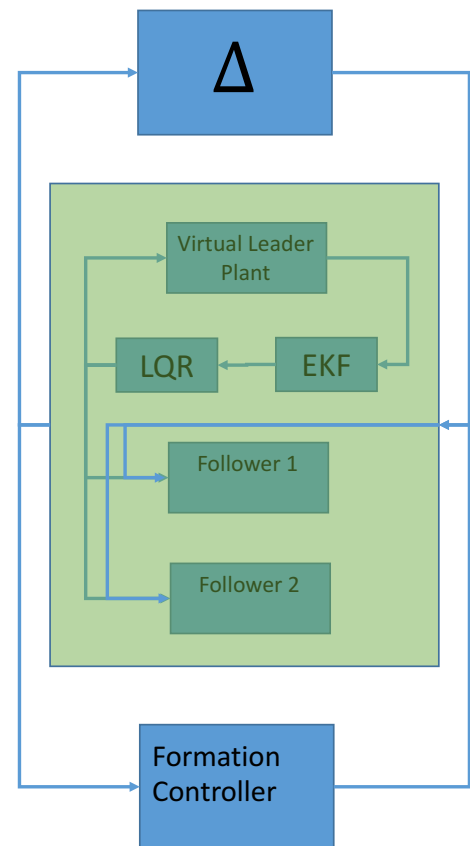 Δ
Virtual Leader
Plant
LQR
EKF
Follower 1
Follower 2
Formation
Controller